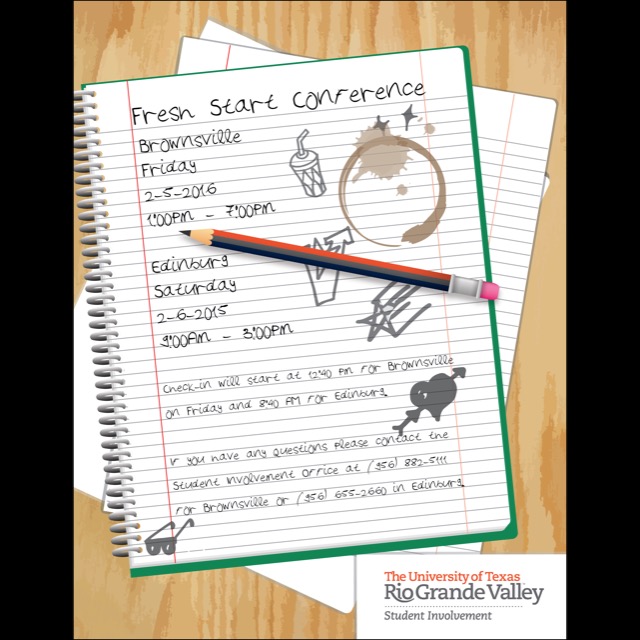 Fresh Start Conference
Brownsville
Friday
2-5-2016
1:00PM - 7:00PM
Edinburg
Saturday
2-6-2015
9:00AM - 3:00PM
Check-in will start at 12:40 PM for Brownsville
on Friday and 8:40 AM for Edinburg.
If you have any questions please contact the
Student Involvement Office at (956) 882-5111
for Brownsville or (956) 655-2660 in Edinburg.
The University of Texas
Rio Grande Valley
Student Involvement